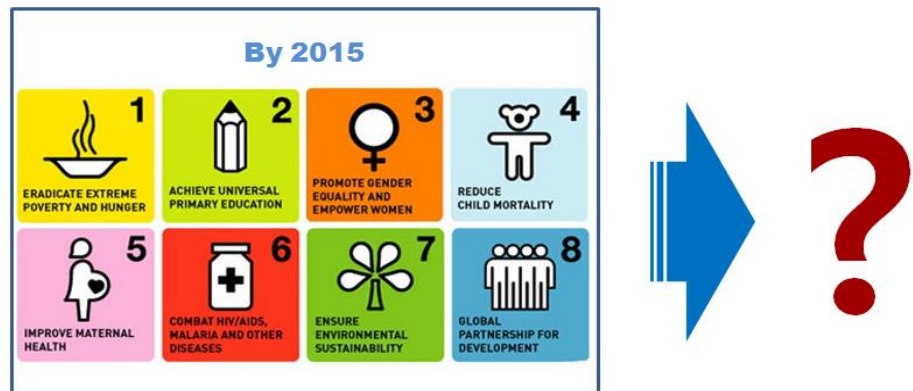 By 2015
1
ERADICATE EXTREME
POVERTY AND HUNGER
2
ACHIEVE UNIVERSAL
PRIMARY EDUCATION
3
PROMOTE GENDER
EQUALITY AND
EMPOWER WOMEN
4
REDUCE
CHILD MORTALITY
5
IMPROVE MATERNAL
HEALTH
6
COMBAT HIV/AIDS,
MALARIA AND OTHER
DISEASES
7
ENSURE
ENVIRONMENTAL
SUSTAINABILITY
8
GLOBAL
PARTNERSHIP FOR
DEVELOPMENT
?